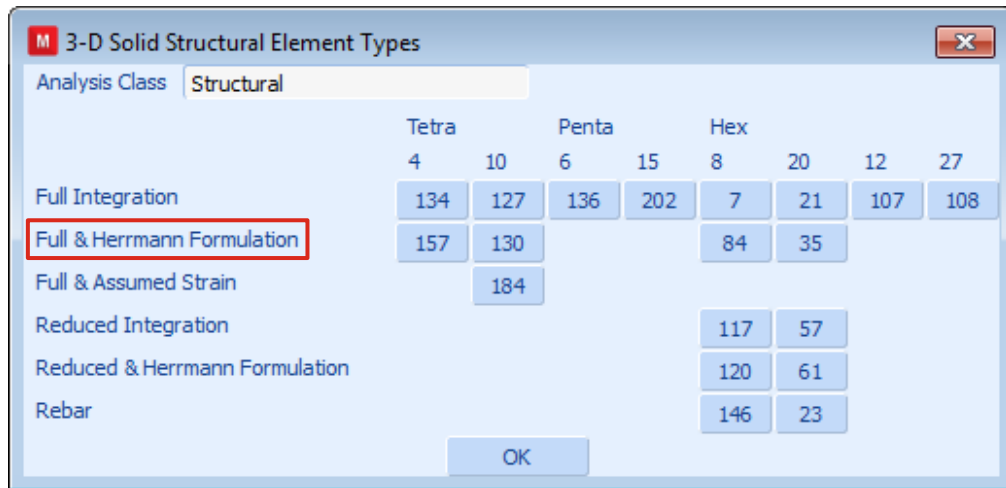 M 3-D Solid Structural Element Types
Analysis Class Structural
Tetra Penta Hex
4 10 6 15 8 20 12 27
Full Integration 134 127 136 202 7 21 107 108
Full & Herrmann Formulation 157 130 84 35
Full & Assumed Strain 184
Reduced Integration 117 57
Reduced & Herrmann Formulation 120 61
Rebar 146 23
OK